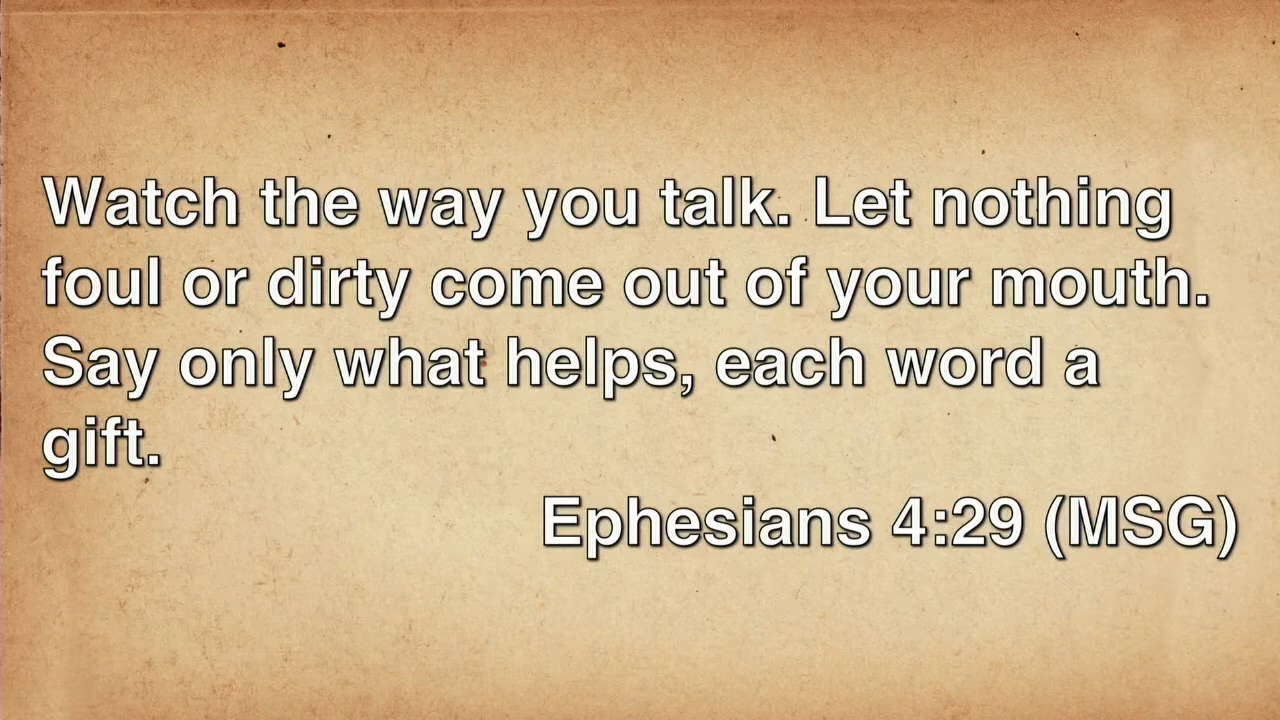 Watch the way you talk. Let nothing
foul or dirty come out of your mouth.
Say only what helps, each word a
gift.
Ephesians 4:29 (MSG)